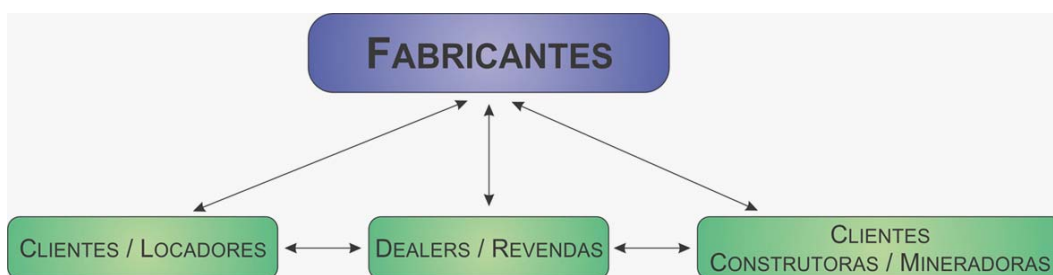 FABRICANTES
CLIENTES / LOCADORES
DEALERS / REVENDAS
CLIENTES
CONSTRUTORAS / MINERADORAS